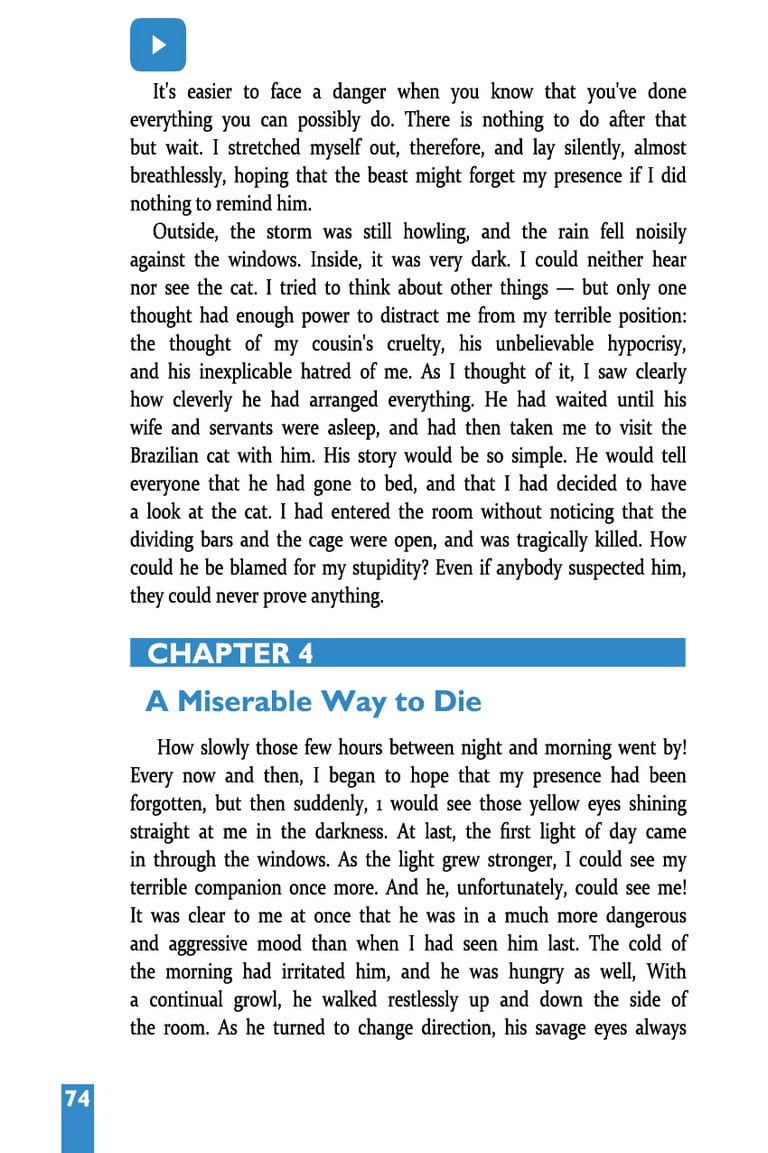 It's easier to face a danger when you know that you've done
everything you can possibly do. There is nothing to do after that
but wait. I stretched myself out, therefore, and lay silently, almost
breathlessly, hoping that the beast might forget my presence if I did
nothing to remind him.
Outside, the storm was still howling, and the rain fell noisily
against the windows. Inside, it was very dark. I could neither hear
nor see the cat. I tried to think about other things — but only one
thought had enough power to distract me from my terrible position:
the thought of my cousin's cruelty, his unbelievable hypocrisy,
and his inexplicable hatred of me. As I thought of it, I saw clearly
how cleverly he had arranged everything. He had waited until his
wife and servants were asleep, and had then taken me to visit the
Brazilian cat with him. His story would be so simple. He would tell
everyone that he had gone to bed, and that I had decided to have
a look at the cat. I had entered the room without noticing that the
dividing bars and the cage were open, and was tragically killed. How
could he be blamed for my stupidity? Even if anybody suspected him,
they could never prove anything.
CHAPTER 4
A Miserable Way to Die
How slowly those few hours between night and morning went by!
Every now and then, I began to hope that my presence had been
forgotten, but then suddenly, 1 would see those yellow eyes shining
straight at me in the darkness. At last, the first light of day came
in through the windows. As the light grew stronger, I could see my
terrible companion once more. And he, unfortunately, could see me!
It was clear to me at once that he was in a much more dangerous
and aggressive mood than when I had seen him last. The cold of
the morning had irritated him, and he was hungry as well, With
a continual growl, he walked restlessly up and down the side of
the room. As he turned to change direction, his savage eyes always
74